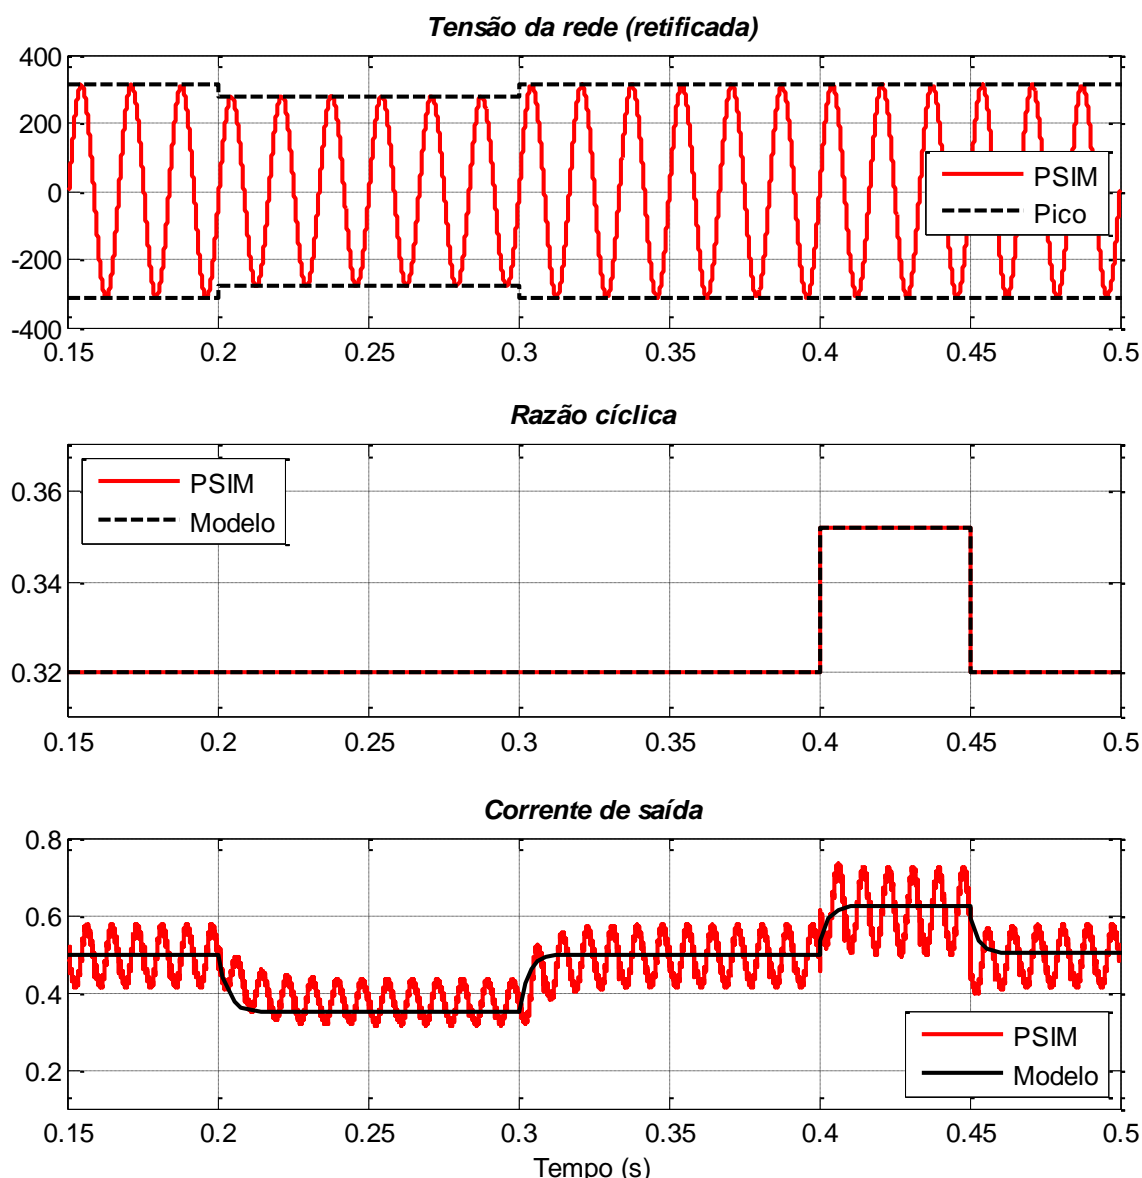 Tensão da rede (retificada)
400
200
0
-200
-400
PSIM
Pico
0.15 0.2 0.25 0.3 0.35 0.4 0.45 0.5
Razão cíclica
0.36
0.34
0.32
PSIM
Modelo
0.15 0.2 0.25 0.3 0.35 0.4 0.45 0.5
Corrente de saída
0.8
0.6
0.4
0.2
PSIM
Modelo
0.15 0.2 0.25 0.3 0.35 0.4 0.45 0.5
Tempo (s)